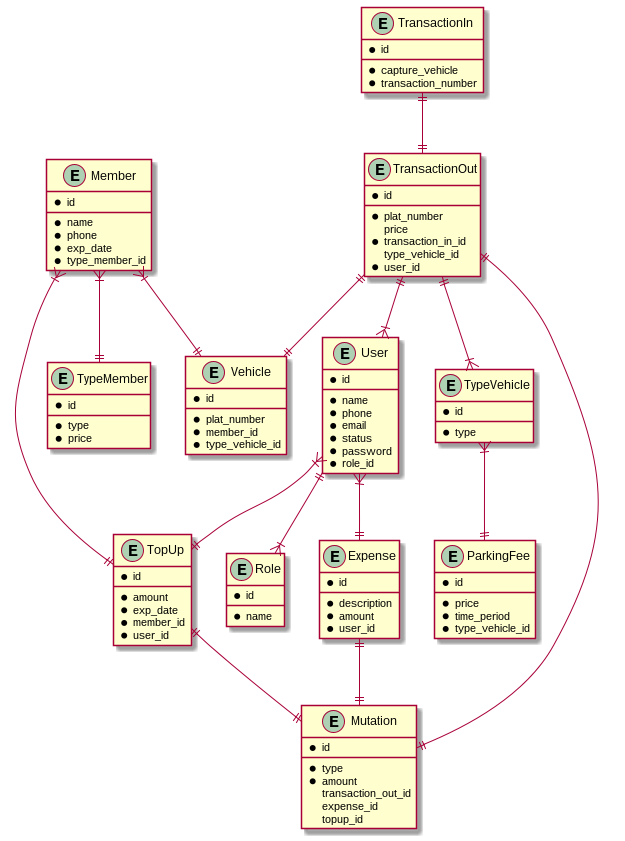 E TransactionIn
id
capture_vehicle
transaction_number
E TransactionOut
id
plat_number
price
transaction_in_id
type_vehicle_id
user_id
E Member
id
name
phone
exp_date
type_member_id
E TypeMember
id
type
price
E Vehicle
id
plat_number
member_id
type_vehicle_id
E User
id
name
phone
email
status
password
role_id
E TypeVehicle
id
type
E TopUp
id
amount
exp_date
member_id
user_id
E Role
id
name
E Expense
id
description
amount
user_id
E ParkingFee
id
price
time_period
type_vehicle_id
E Mutation
id
type
amount
transaction_out_id
expense_id
topup_id